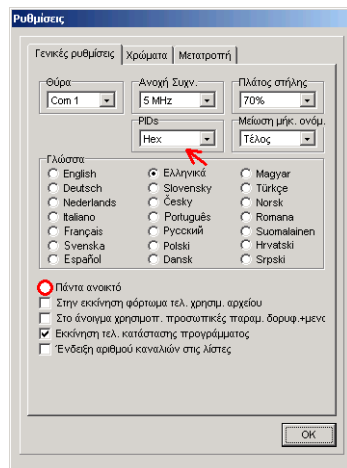 Ρυθμίσεις
Γενικές ρυθμίσεις Χρώματα Μετατροπή
Θύρα Ανοχή Συχν. Πλάτος στήλης
Com 1 5 MHz 70%
PIDs Μείωση μήκ. ονόμ.
Hex Τέλος
Γλώσσα
English Ελληνικά Magyar
Deutsch Slovensky Türkçe
Nederlands Česky Norsk
Italiano Português Romana
Français Русский Suomalainen
Svenska Polski Hrvatski
Español Dansk Srpski
Πάντα ανοικτό
Στην εκκίνηση φόρτωμα τελ. χρησιμ. αρχείου
Στο άνοιγμα χρησιμοπ. προσωπικές παραμ. δορυφ.+μενο
Εκκίνηση τελ. κατάστασης προγράμματος
Ένδειξη αριθμού καναλιών στις λίστες
OK